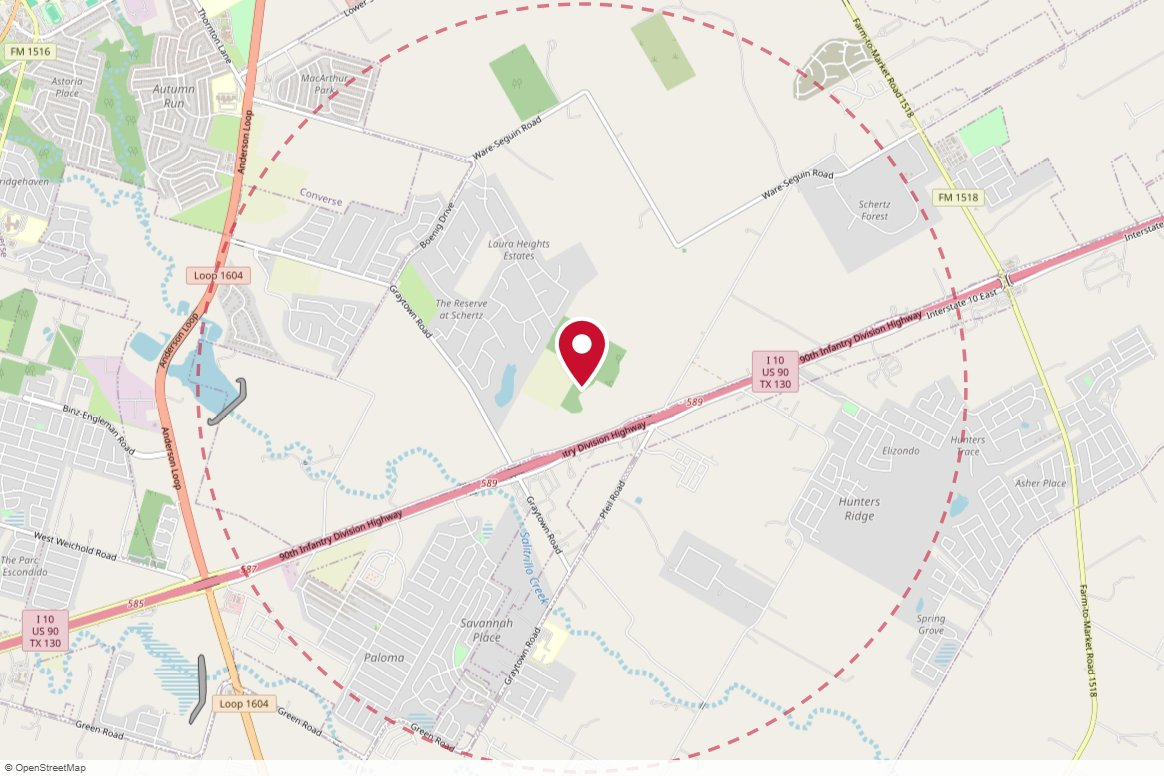 Lower S
FM 1516
Thornton Lane
Astoria
Place
Autumn
Run
MacArthur
Park
Anderson Loop
Farm-to-Market Road 1518
Ware-Seguin Road
Ware-Seguin Road
ridgehaven
Converse
FM 1518
Schertz
Forest
Boenig Drive
Laura Heights
Estates
verse
Interstate
Loop 1604
Graytown Road
The Reserve
at Schertz
Interstate 10 East
90th Infantry Division Highway
Anderson Loop
I 10
US 90
TX 130
589
Binz-Engleman Road
itry Division Highway
Anderson Loop
Elizondo
Hunters
Trace
589
Asher Place
Pfeil Road
Graytown Road
Hunters
Ridge
90th Infantry Division Highway
West Weichold Road
The Parc
Escondido
587
Salitrillo Creek
585
I 10
US 90
TX 130
Savannah
Place
Spring
Grove
Paloma
Graytown Road
Farm-to-Market Road 1518
Loop 1604
Green Road
Green Road
Green Road
© OpenStreetMap